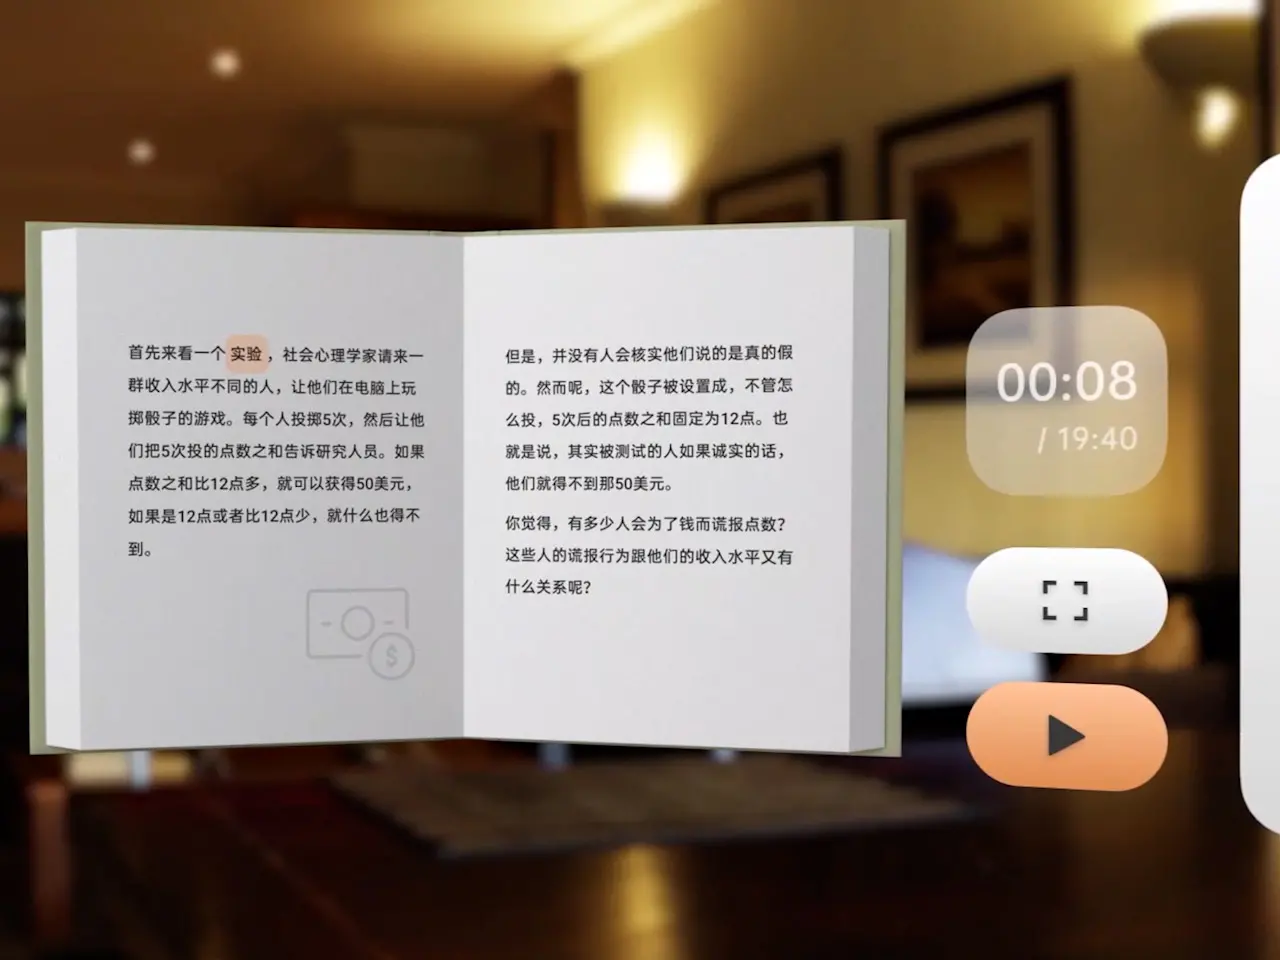 首先来看一个 实验 ，社会心理学家请来一
群收入水平不同的人，让他们在电脑上玩
掷骰子的游戏。每个人投掷5次，然后让他
们把5次投的点数之和告诉研究人员。如果
点数之和比12点多，就可以获得50美元，
如果是12点或者比12点少，就什么也得不
到。
$
但是，并没有人会核实他们说的是真的假
的。然而呢，这个骰子被设置成，不管怎
么投，5次后的点数之和固定为12点。也
就是说，其实被测试的人如果诚实的话，
他们就得不到那50美元。
你觉得，有多少人会为了钱而谎报点数？
这些人的谎报行为跟他们的收入水平又有
什么关系呢？
00:08
/ 19:40